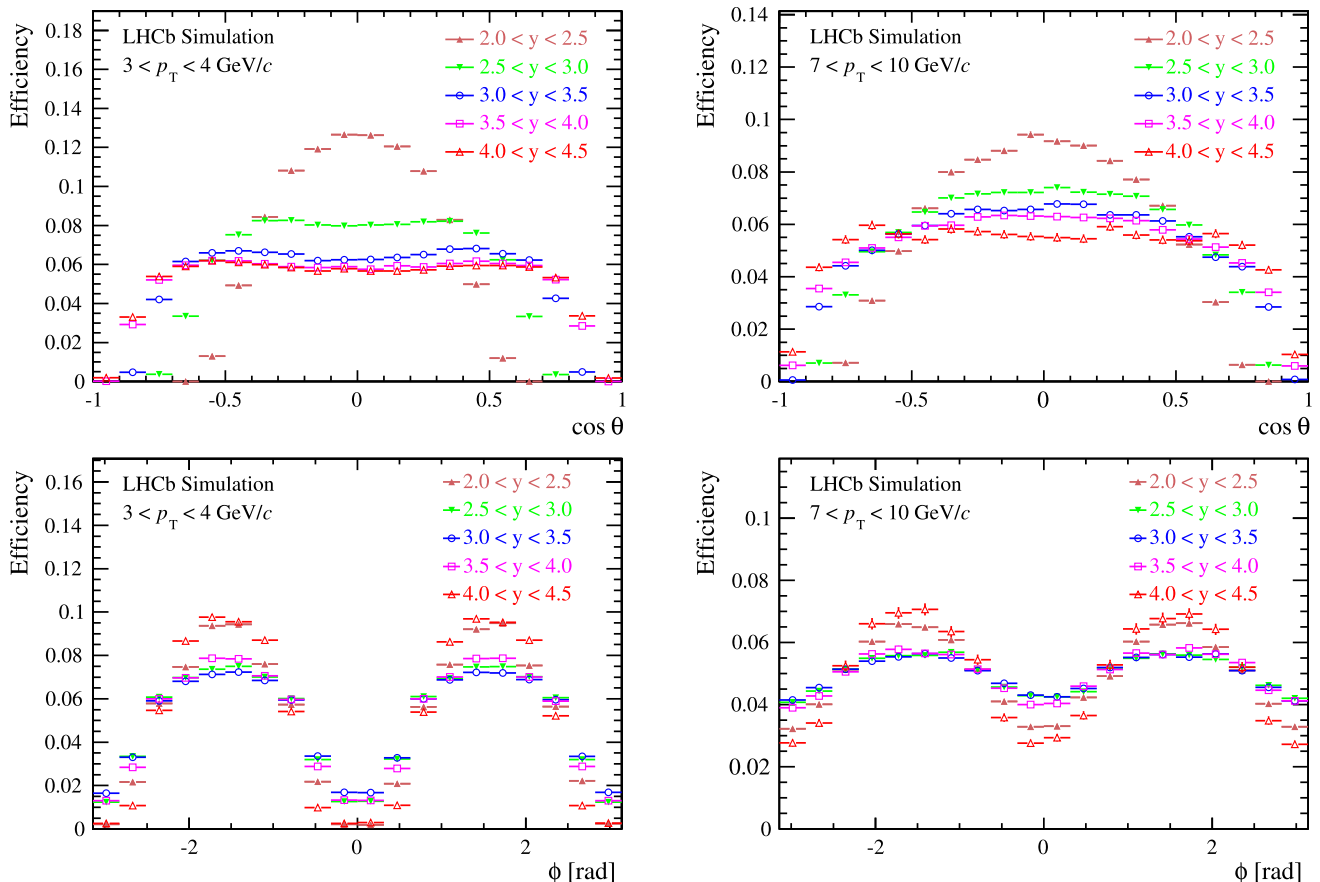 LHCb Simulation
3 < pT < 4 GeV/c
2.0 < y < 2.5
2.5 < y < 3.0
3.0 < y < 3.5
3.5 < y < 4.0
4.0 < y < 4.5
Efficiency
0.18
0.16
0.14
0.12
0.1
0.08
0.06
0.04
0.02
0
-1
-0.5
0
0.5
1
cos θ
LHCb Simulation
7 < pT < 10 GeV/c
2.0 < y < 2.5
2.5 < y < 3.0
3.0 < y < 3.5
3.5 < y < 4.0
4.0 < y < 4.5
Efficiency
0.14
0.12
0.1
0.08
0.06
0.04
0.02
0
-1
-0.5
0
0.5
1
cos θ
LHCb Simulation
3 < pT < 4 GeV/c
2.0 < y < 2.5
2.5 < y < 3.0
3.0 < y < 3.5
3.5 < y < 4.0
4.0 < y < 4.5
Efficiency
0.16
0.14
0.12
0.1
0.08
0.06
0.04
0.02
0
-2
0
2
ϕ [rad]
LHCb Simulation
7 < pT < 10 GeV/c
2.0 < y < 2.5
2.5 < y < 3.0
3.0 < y < 3.5
3.5 < y < 4.0
4.0 < y < 4.5
Efficiency
0.1
0.08
0.06
0.04
0.02
0
-2
0
2
ϕ [rad]